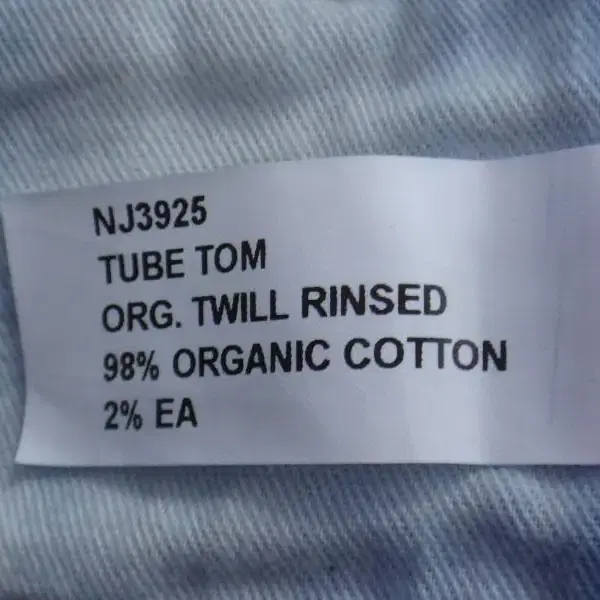 NJ3925
TUBE TOM
ORG. TWILL RINSED
98% ORGANIC COTTON
2% EA